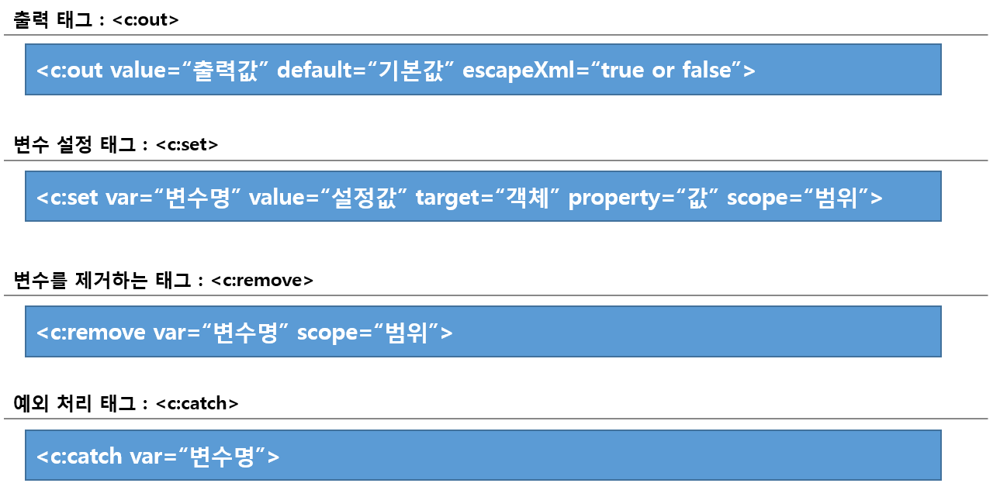 출력 태그 : <c:out>
<c:out value=“출력값” default=“기본값” escapeXml=“true or false”>
변수 설정 태그 : <c:set>
<c:set var=“변수명” value=“설정값” target=“객체” property=“값” scope=“범위”>
변수를 제거하는 태그 : <c:remove>
<c:remove var=“변수명” scope=“범위”>
예외 처리 태그 : <c:catch>
<c:catch var=“변수명”>